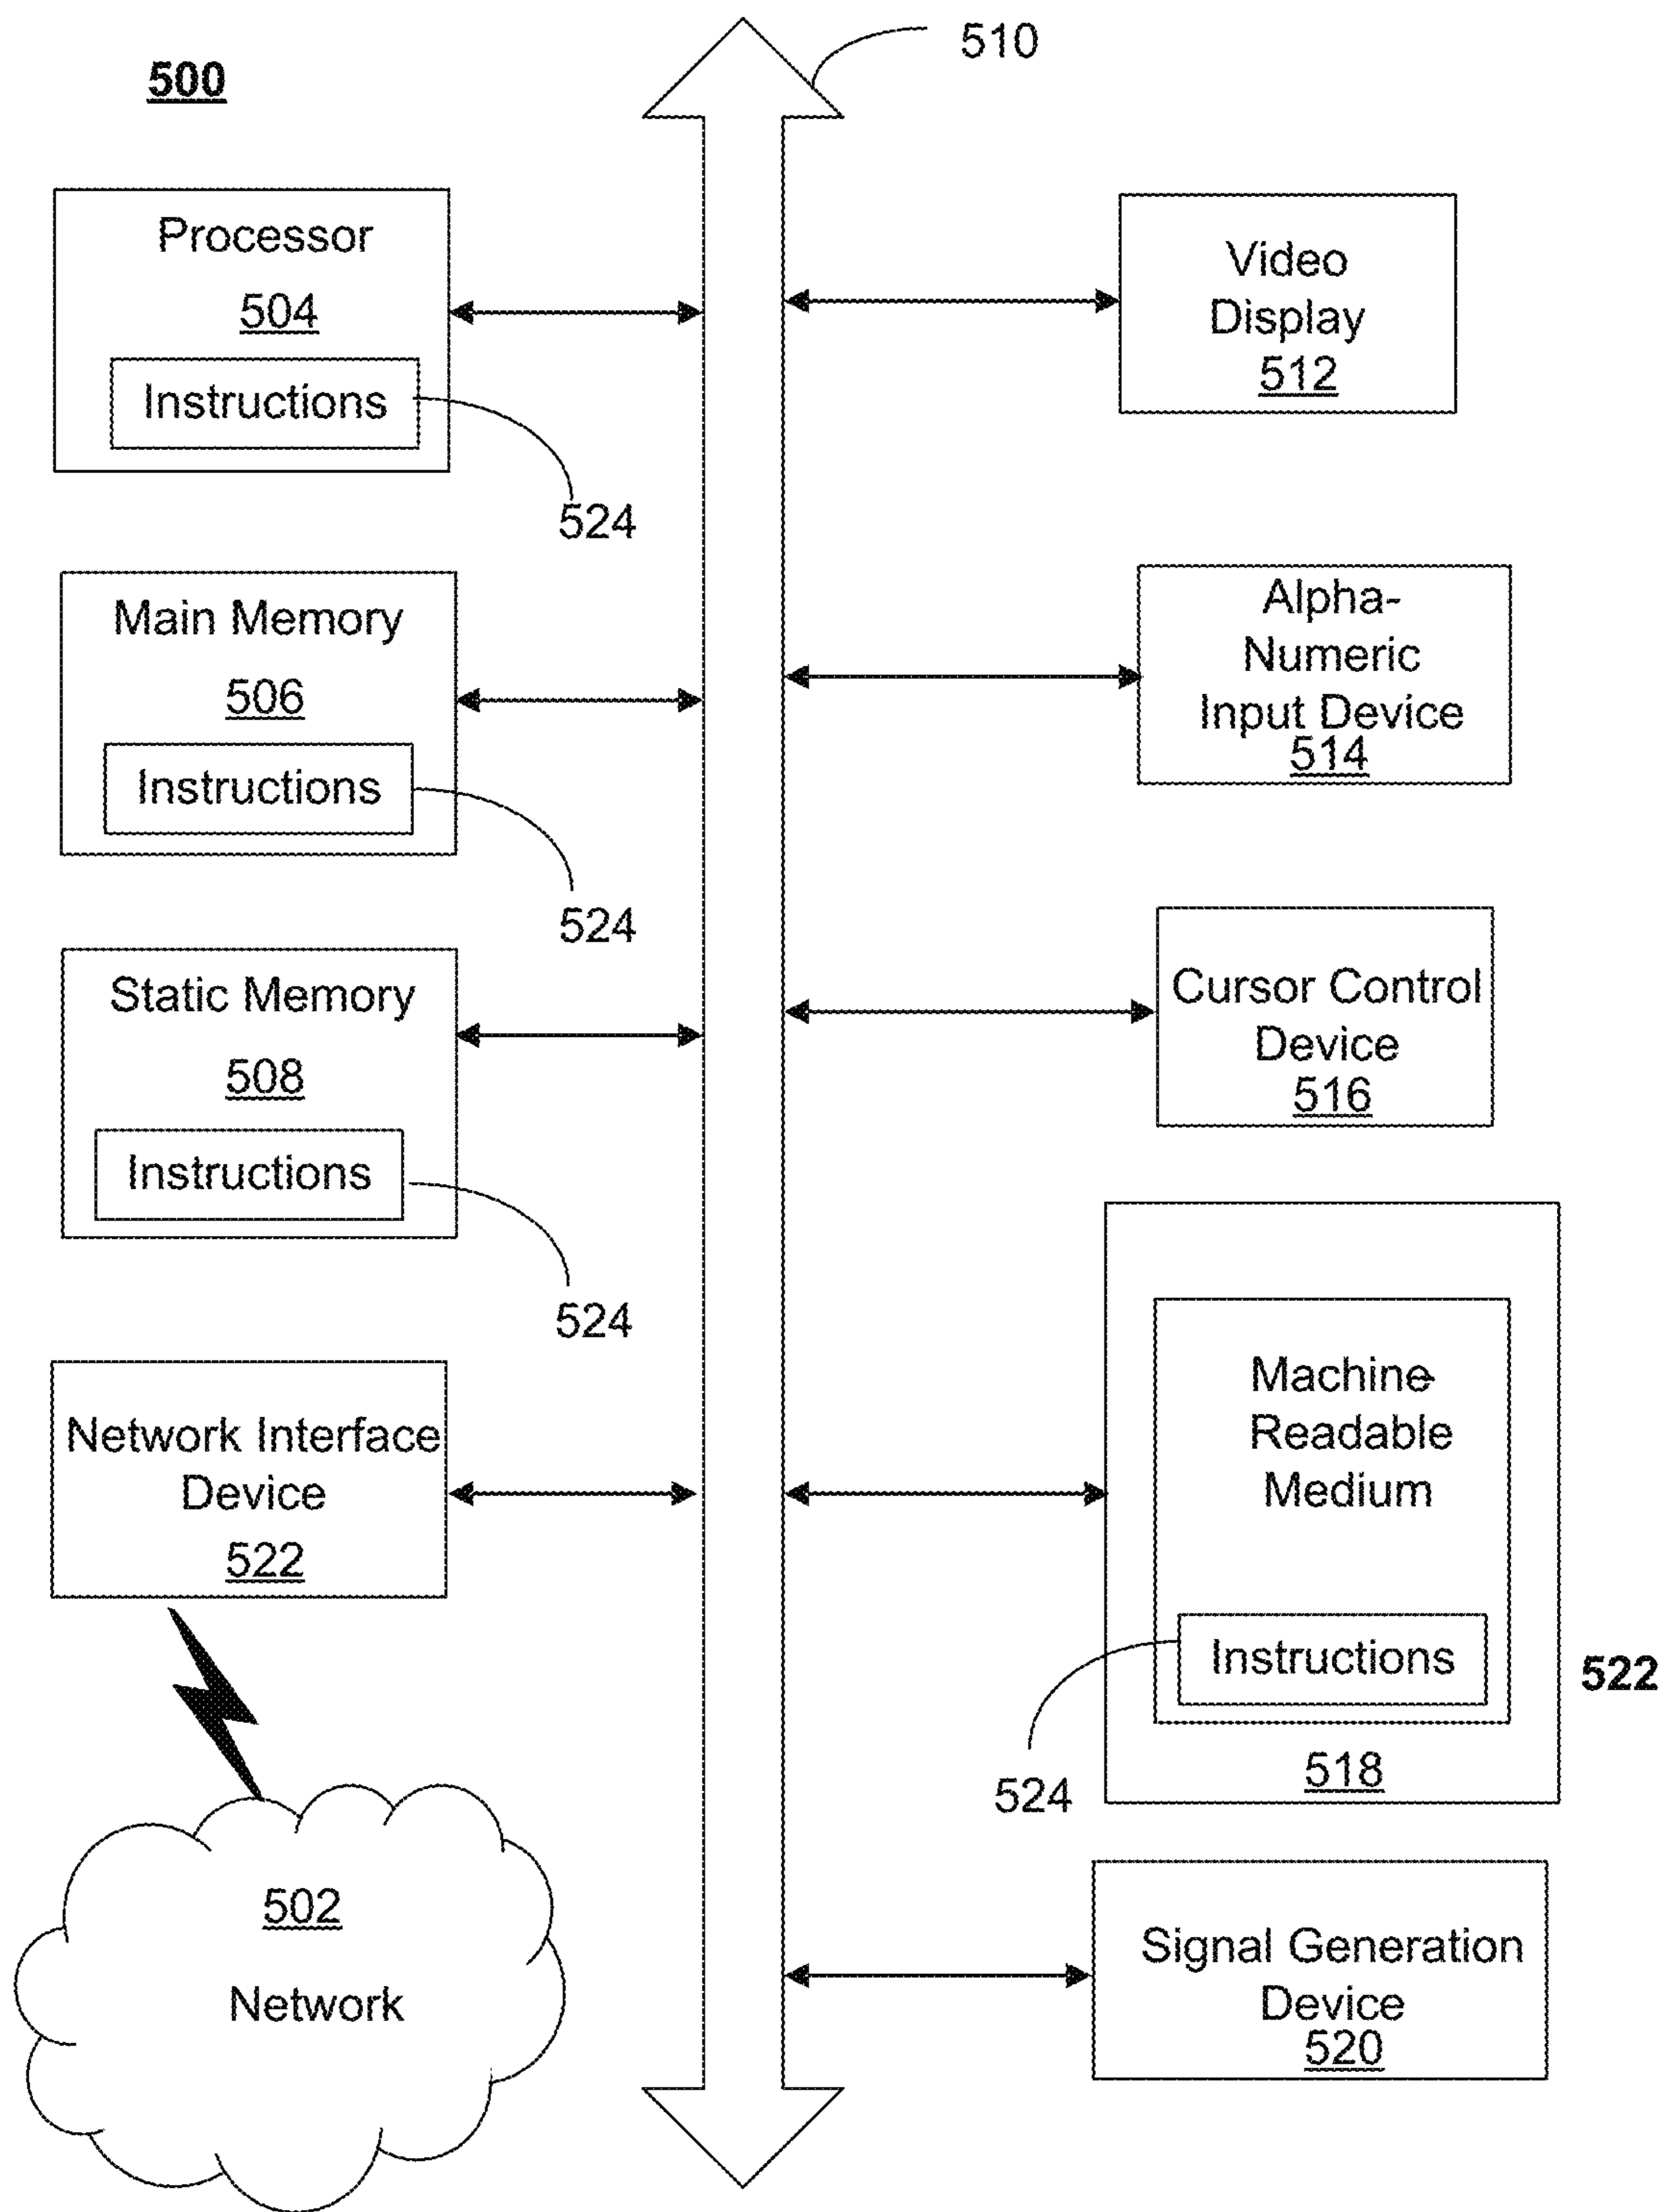 500
510
Processor
504
Instructions
524
Main Memory
506
Instructions
524
Static Memory
508
Instructions
524
Network Interface
Device
522
502
Network
Video
Display
512
Alpha-
Numeric
Input Device
514
Cursor Control
Device
516
Machine-
Readable
Medium
Instructions
522
524
518
Signal Generation
Device
520